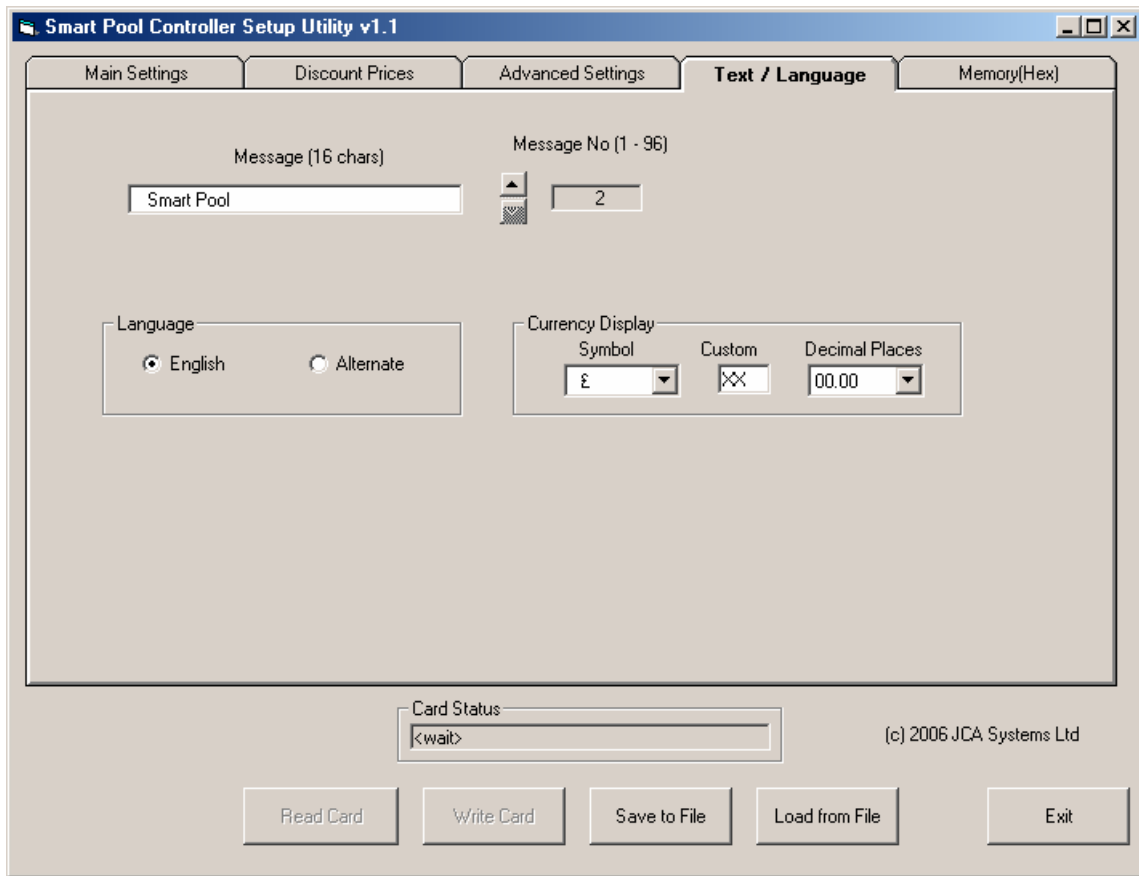 Smart Pool Controller Setup Utility v1.1
Main Settings
Discount Prices
Advanced Settings
Text / Language
Memory(Hex)
Message (16 chars)
Message No (1 - 96)
Smart Pool
2
Language
English
Alternate
Currency Display
Symbol
Custom
Decimal Places
£
XX
00.00
Card Status
<wait>
(c) 2006 JCA Systems Ltd
Read Card
Write Card
Save to File
Load from File
Exit